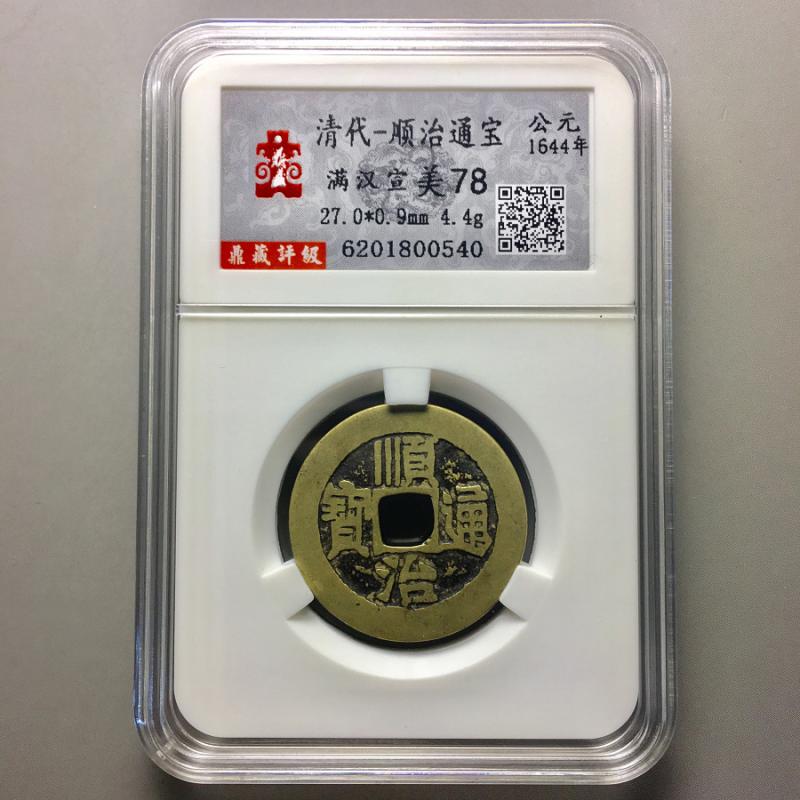 清代-顺治通宝
公元
1644年
满汉宣 美78
27.0*0.9mm 4.4g
鼎藏評級
6201800540
順治通寶